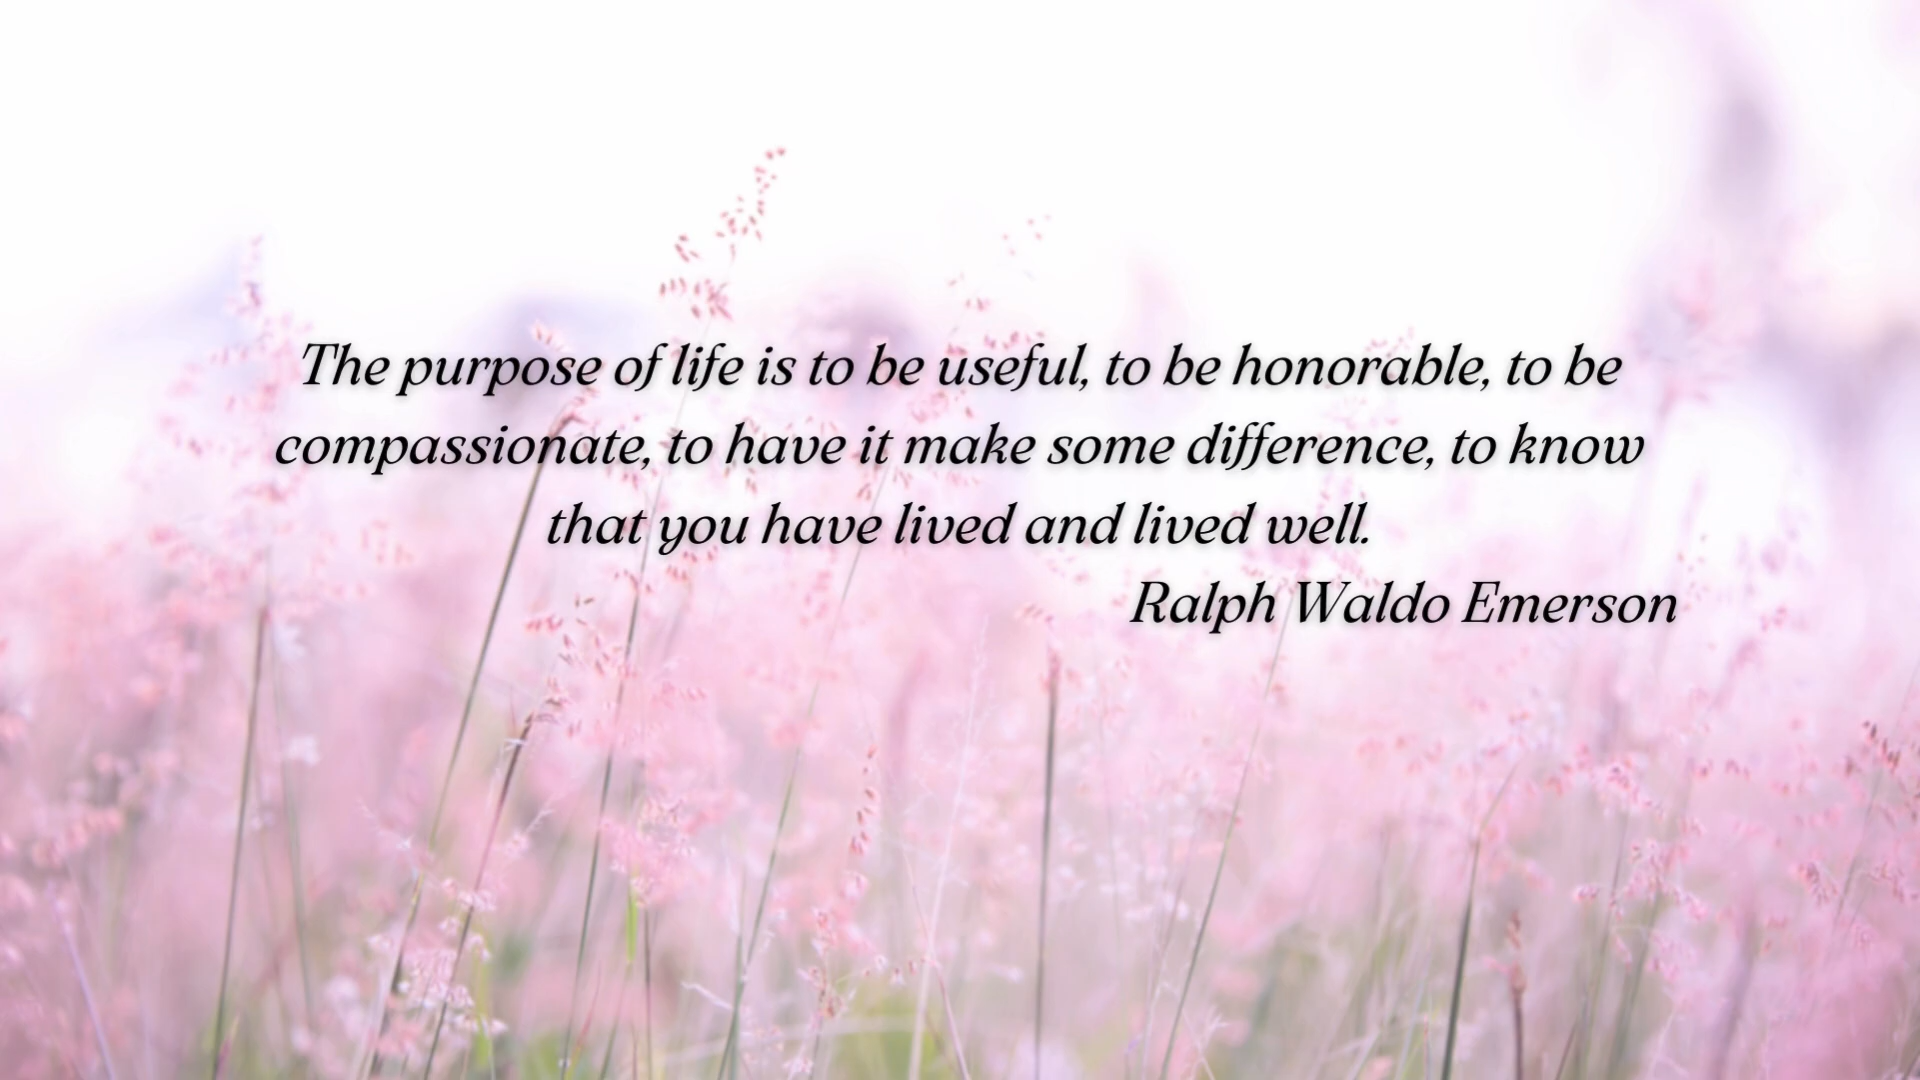 The purpose of life is to be useful, to be honorable, to be
compassionate, to have it make some difference, to know
that you have lived and lived well.
Ralph Waldo Emerson